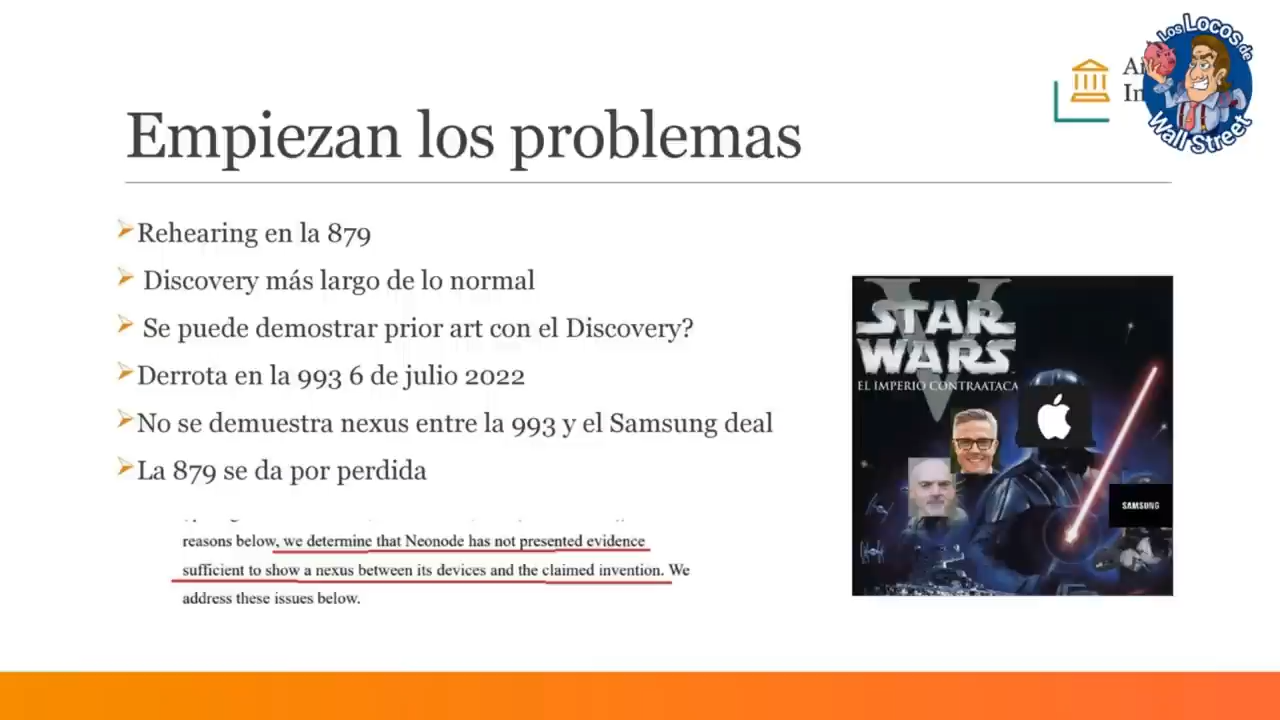 Los Locos de
Wall Street
Empiezan los problemas
Rehearing en la 879
Discovery más largo de lo normal
Se puede demostrar prior art con el Discovery?
Derrota en la 993 6 de julio 2022
No se demuestra nexus entre la 993 y el Samsung deal
La 879 se da por perdida
reasons below, we determine that Neonode has not presented evidence
sufficient to show a nexus between its devices and the claimed invention. We
address these issues below.
V
STAR
WARS
EL IMPERIO CONTRAATACA
SAMSUNG